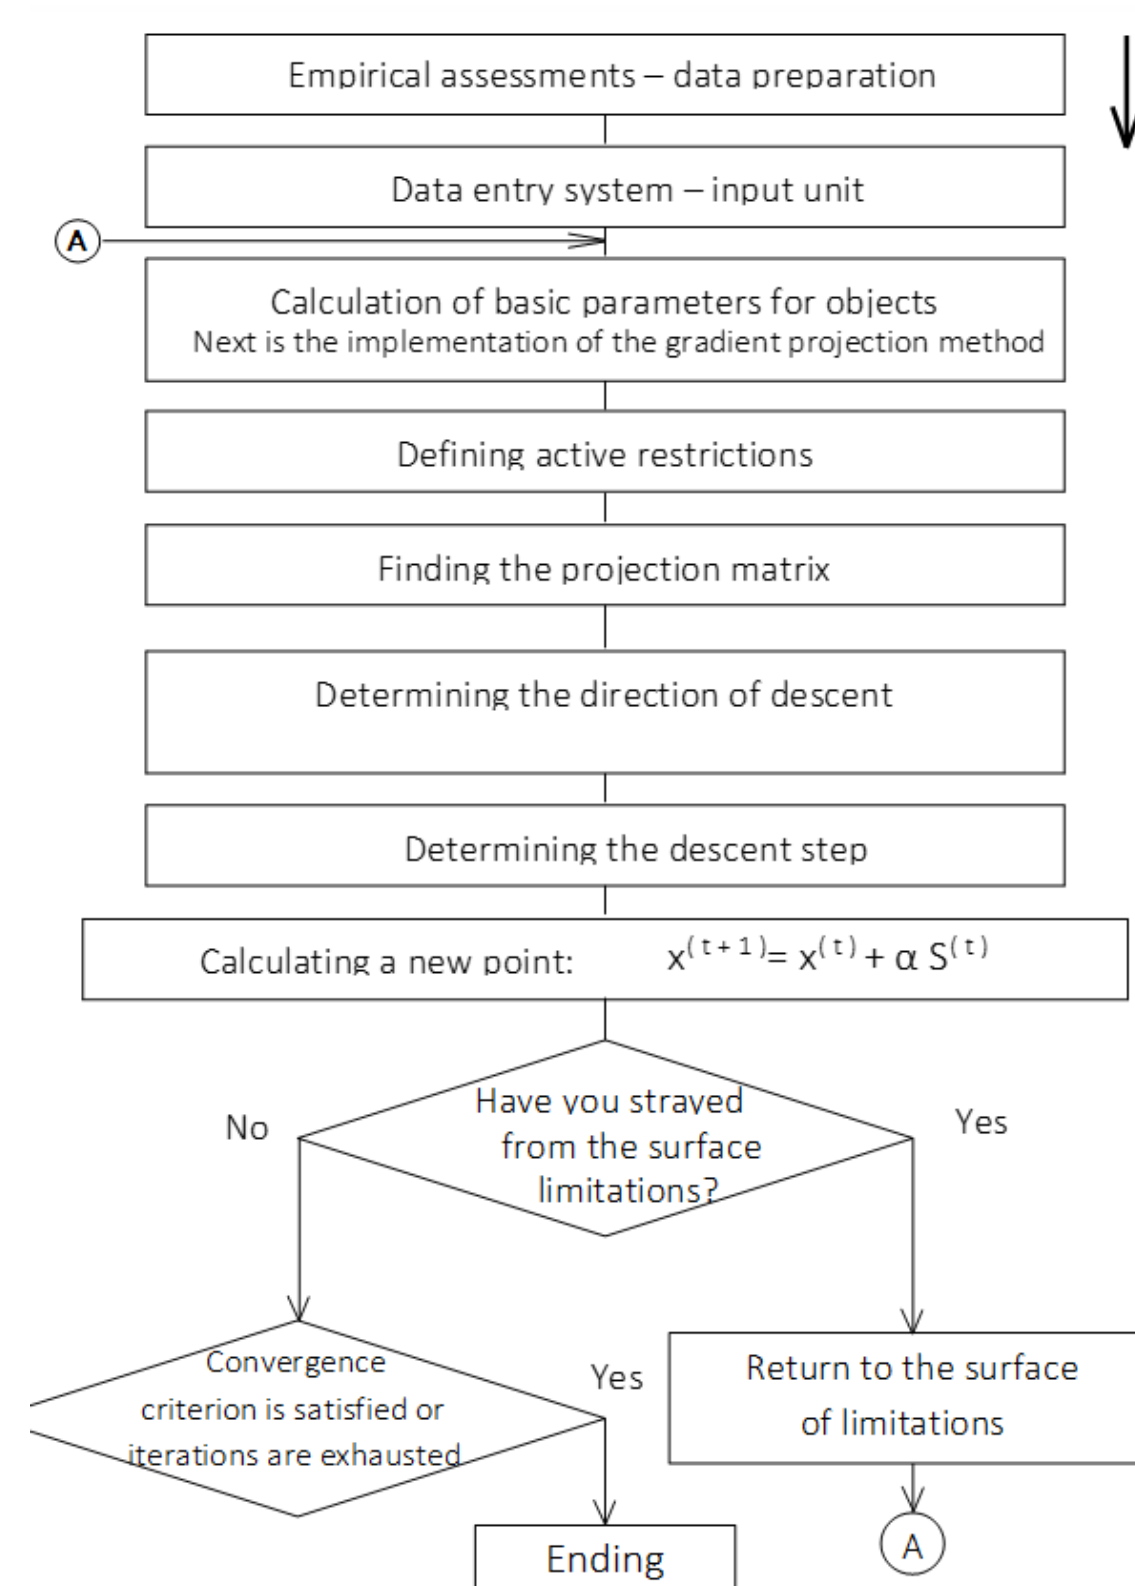 Empirical assessments – data preparation
Data entry system – input unit
A
Calculation of basic parameters for objects
Next is the implementation of the gradient projection method
Defining active restrictions
Finding the projection matrix
Determining the direction of descent
Determining the descent step
Calculating a new point: x^(t+1)= x^(t) + α S^(t)
Have you strayed
from the surface
limitations?
No
Yes
Convergence
criterion is satisfied or
iterations are exhausted
Yes
Return to the surface
of limitations
Ending
A